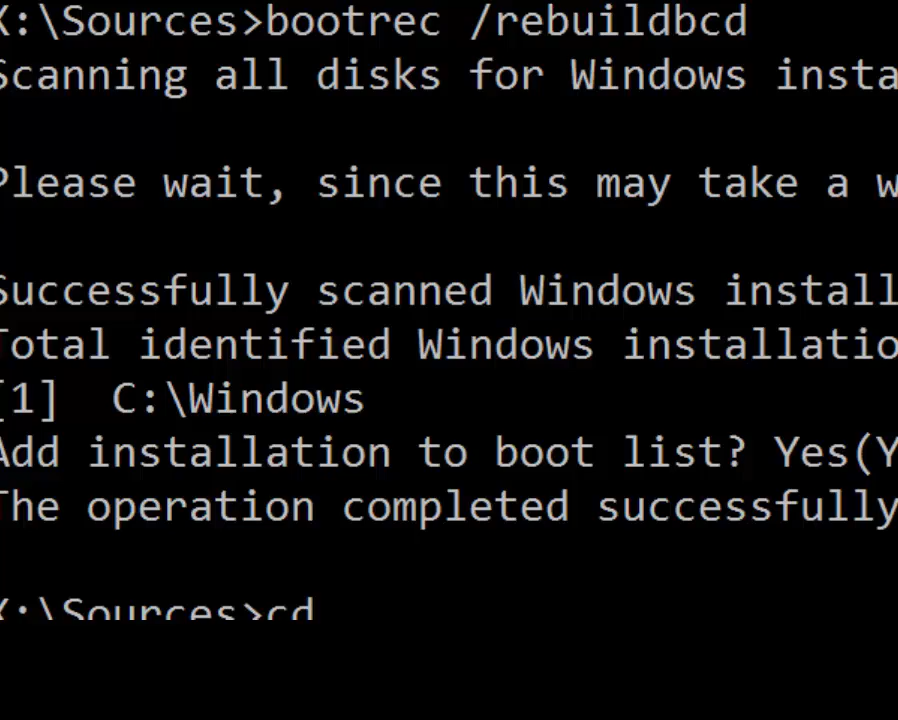 X:\Sources>bootrec /rebuildbcd
Scanning all disks for Windows insta
Please wait, since this may take a w
Successfully scanned Windows install
Total identified Windows installatio
[1]  C:\Windows
Add installation to boot list? Yes(Y
The operation completed successfully
X:\Sources>cd